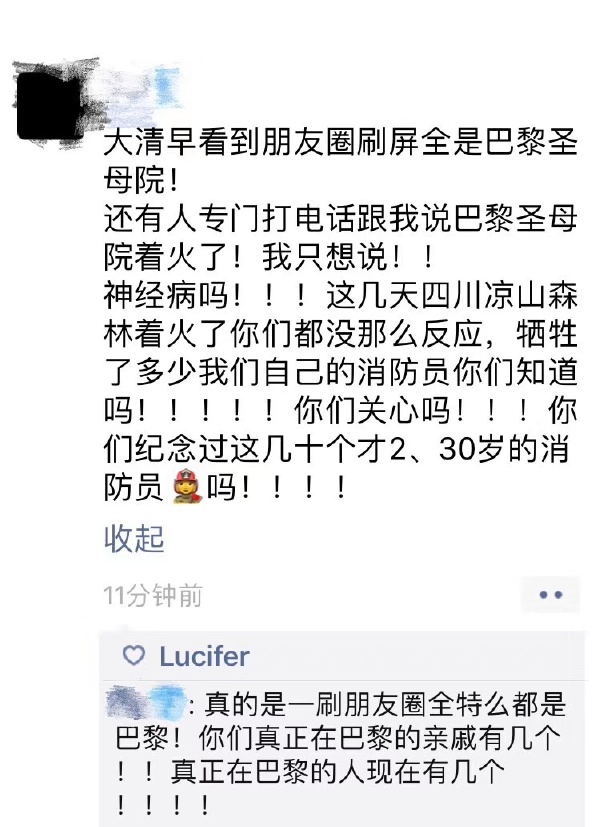 大清早看到朋友圈刷屏全是巴黎圣
母院！
还有人专门打电话跟我说巴黎圣母
院着火了！我只想说！！
神经病吗！！！这几天四川凉山森
林着火了你们都没那么反应，牺牲
了多少我们自己的消防员你们知道
吗！！！！！你们关心吗！！！你
们纪念过这几十个才2、30岁的消
防员👩‍🚒吗！！！！
收起
11分钟前
Lucifer
: 真的是一刷朋友圈全特么都是
巴黎！你们真正在巴黎的亲戚有几个
！！真正在巴黎的人现在有几个
！！！！